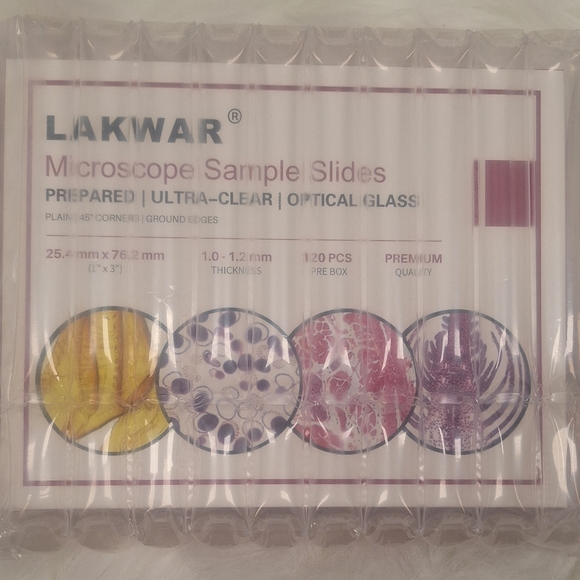 LAKWAR®
Microscope Sample Slides
PREPARED | ULTRA-CLEAR | OPTICAL GLASS
PLAIN | 45° CORNERS | GROUND EDGES
25.4 mm x 76.2 mm 1.0 - 1.2 mm 120 PCS PREMIUM
(1" x 3") THICKNESS PRE BOX QUALITY